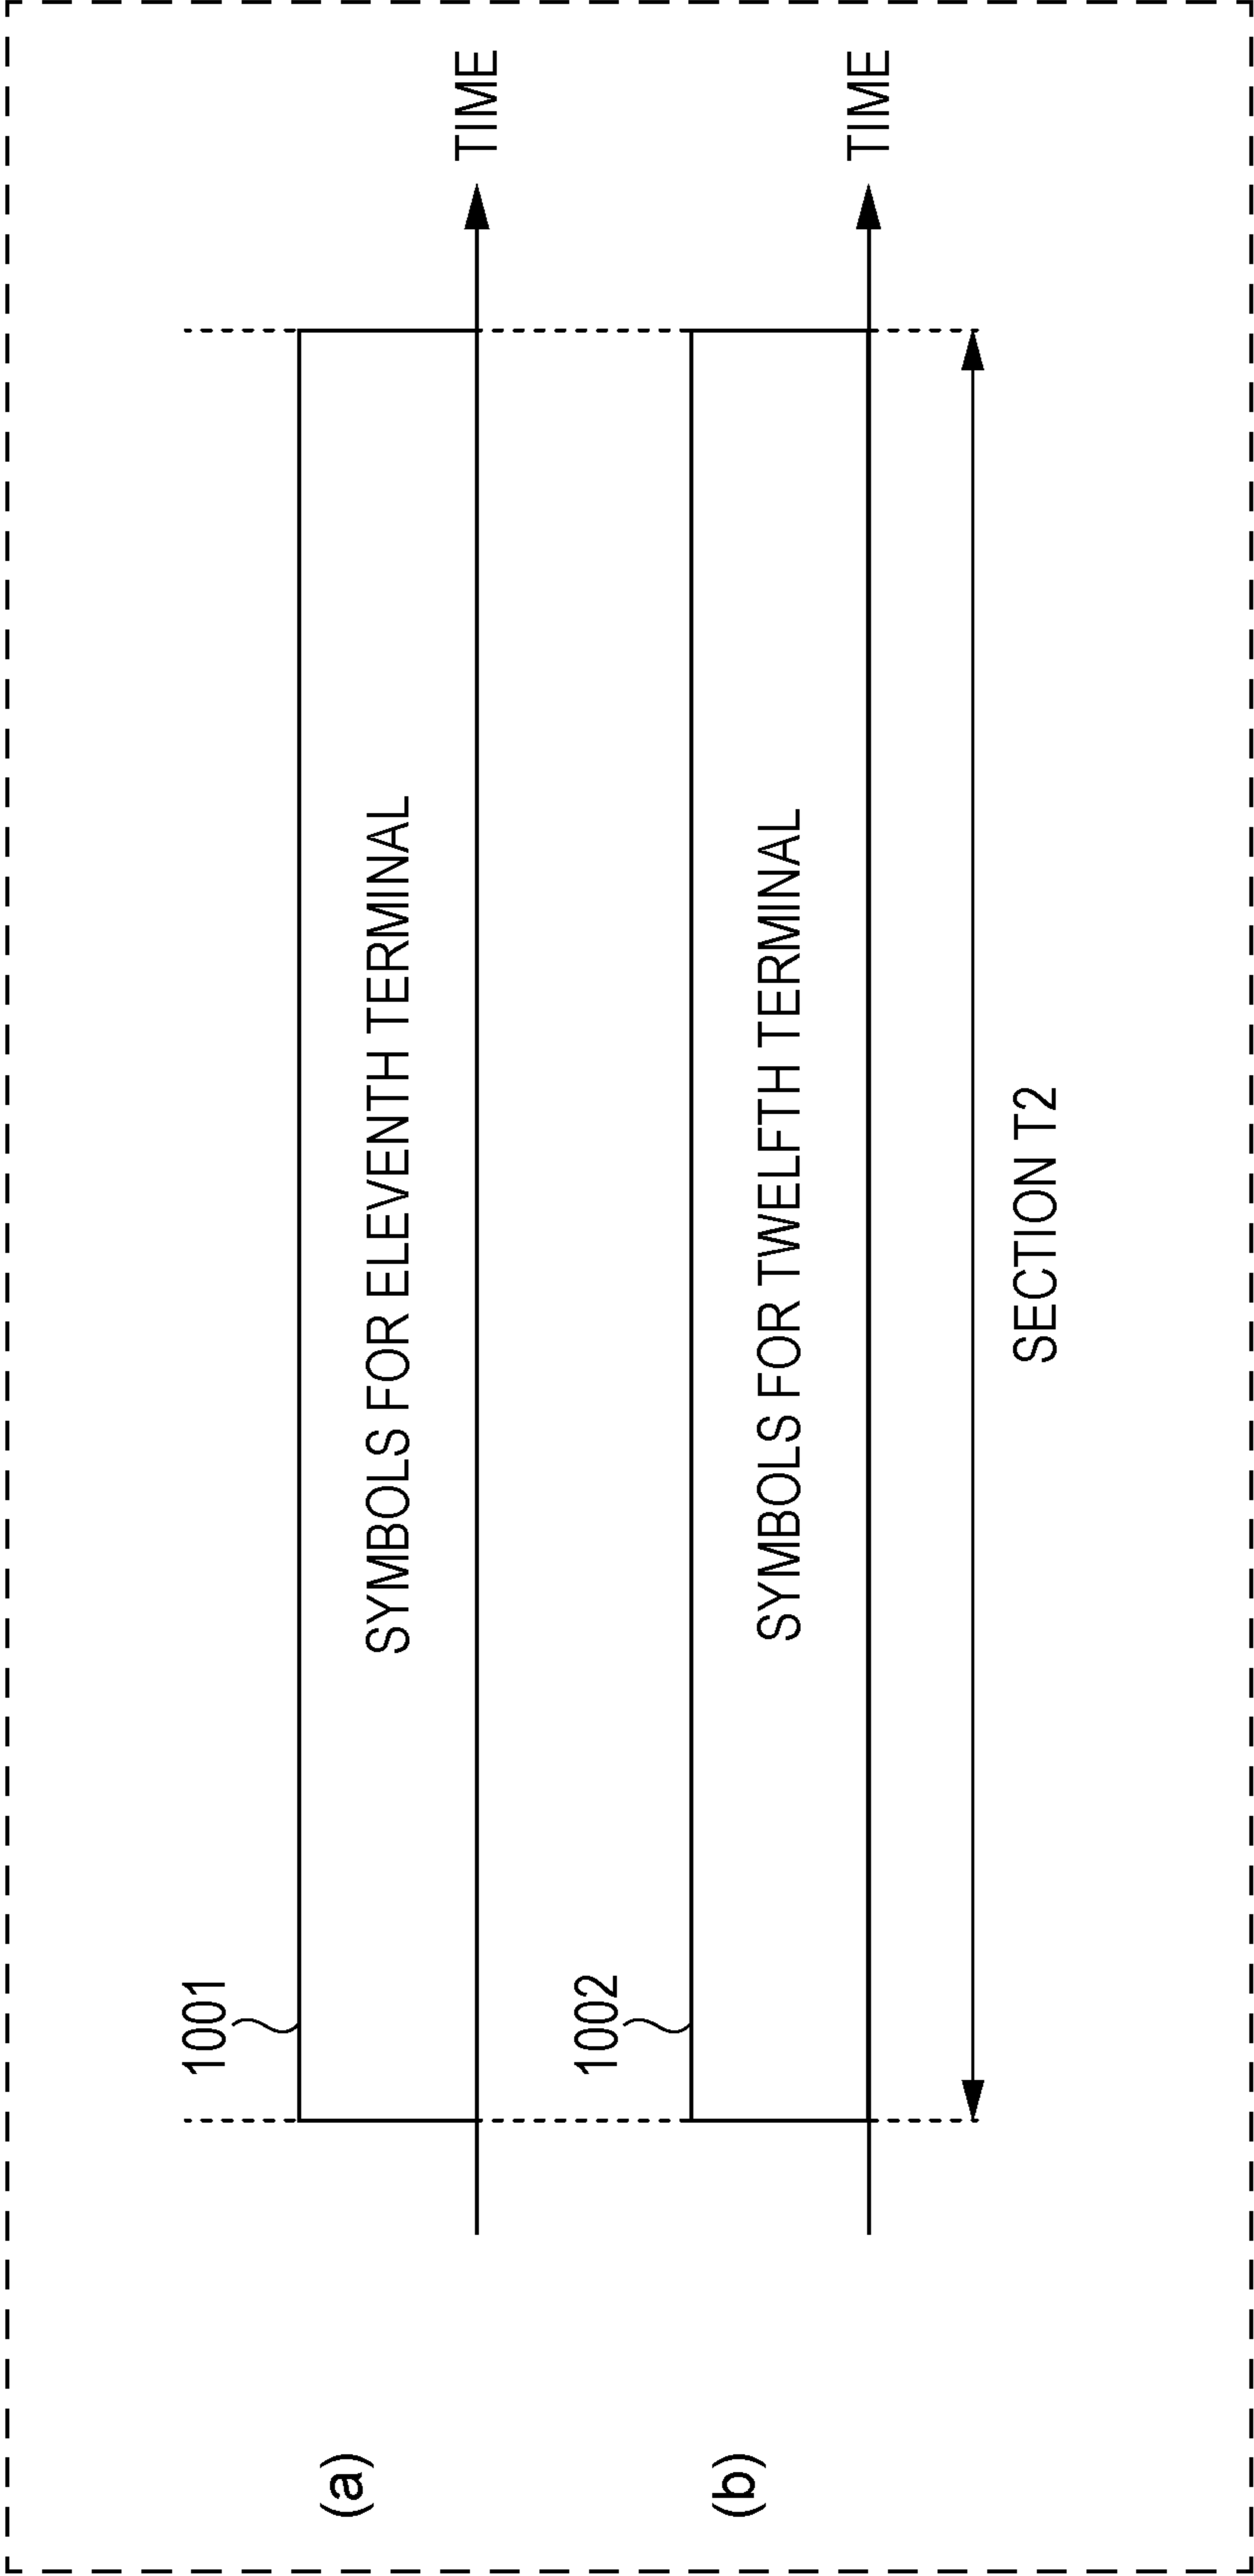 (a)
1001
SYMBOLS FOR ELEVENTH TERMINAL
TIME
(b)
1002
SYMBOLS FOR TWELFTH TERMINAL
TIME
SECTION T2